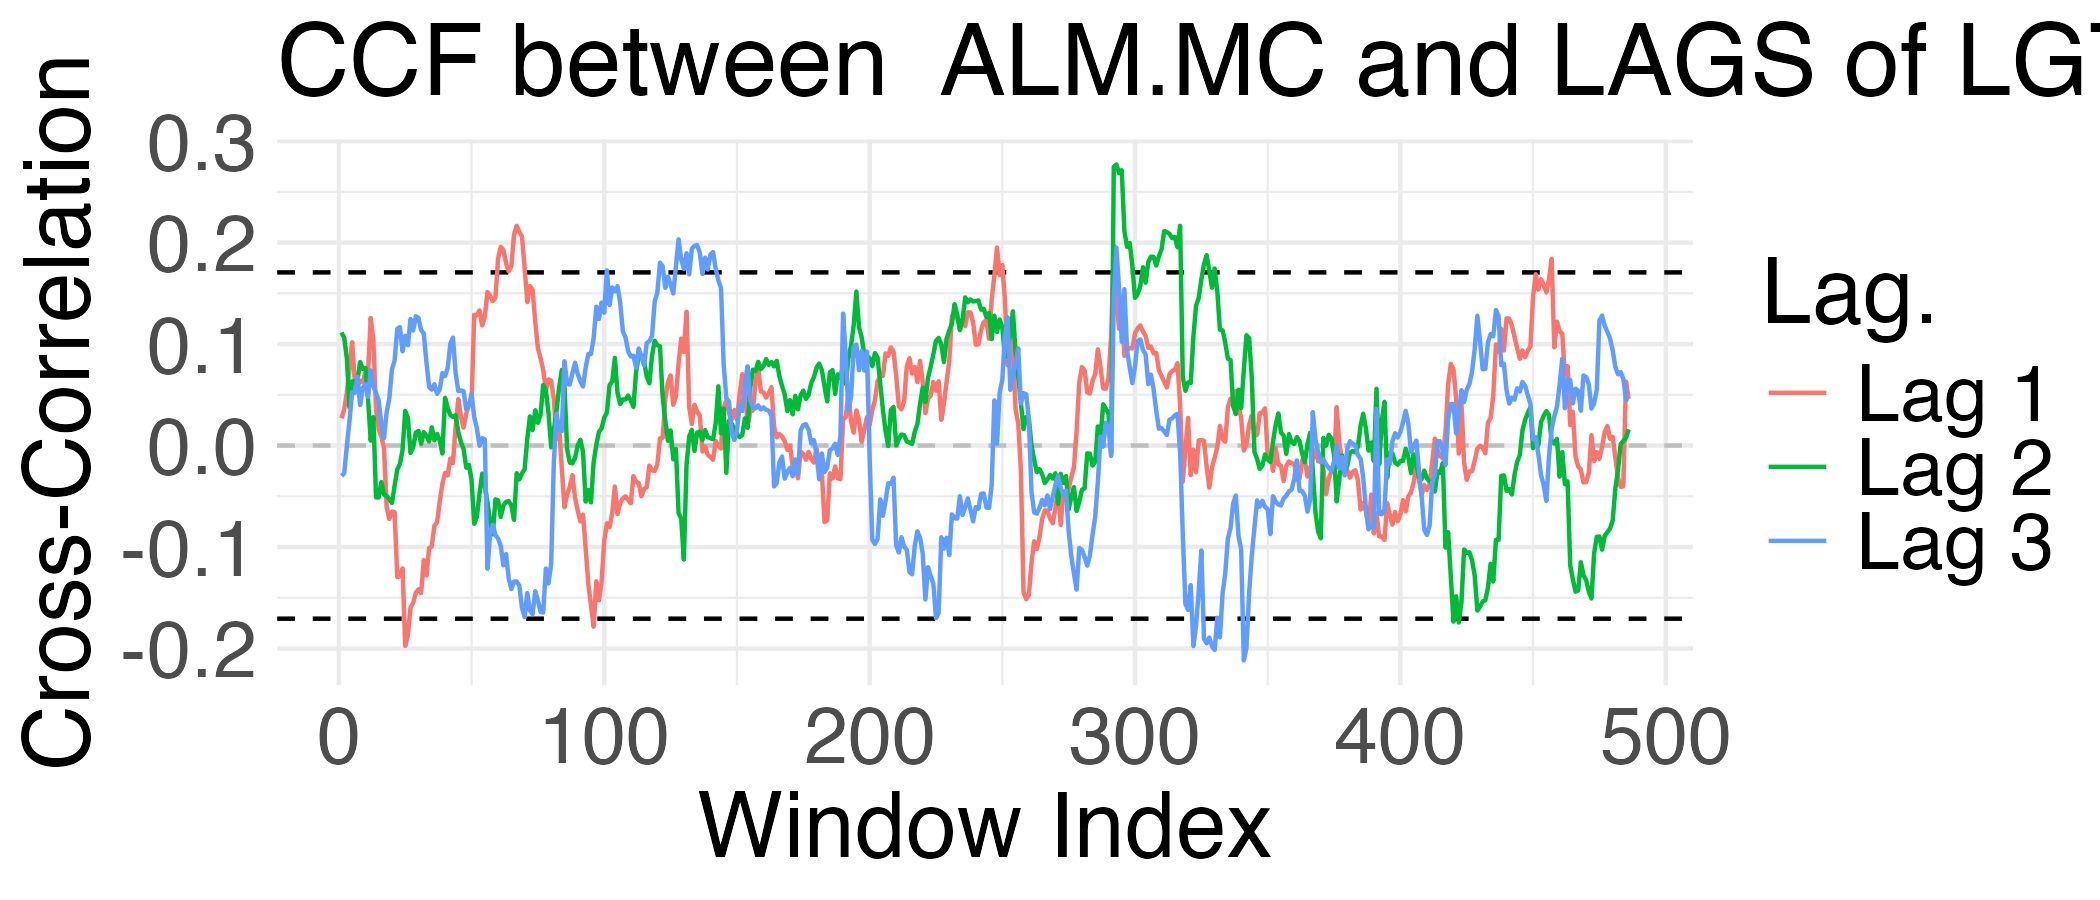 CCF between  ALM.MC and LAGS of LGT
Cross-Correlation
0.3
0.2
0.1
0.0
-0.1
-0.2
0
100
200
300
400
500
Window Index
Lag.
Lag 1
Lag 2
Lag 3